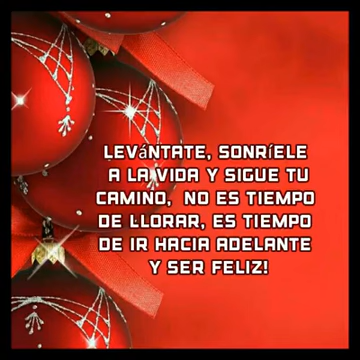 LEVáNTATE, SONRíELE
A LA VIDA Y SIGUE TU
CAMINO, NO ES TIEMPO
DE LLORAR, ES TIEMPO
DE IR HACIA ADELANTE
Y SER FELIZ!